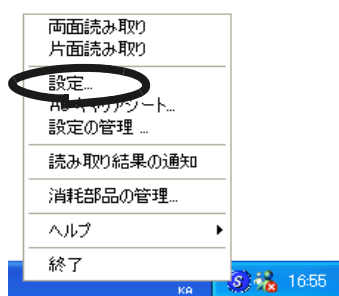 両面読み取り
片面読み取り
設定...
A3キャリアシート...
設定の管理 ...
読み取り結果の通知
消耗部品の管理...
ヘルプ
終了
KA
S
16:55